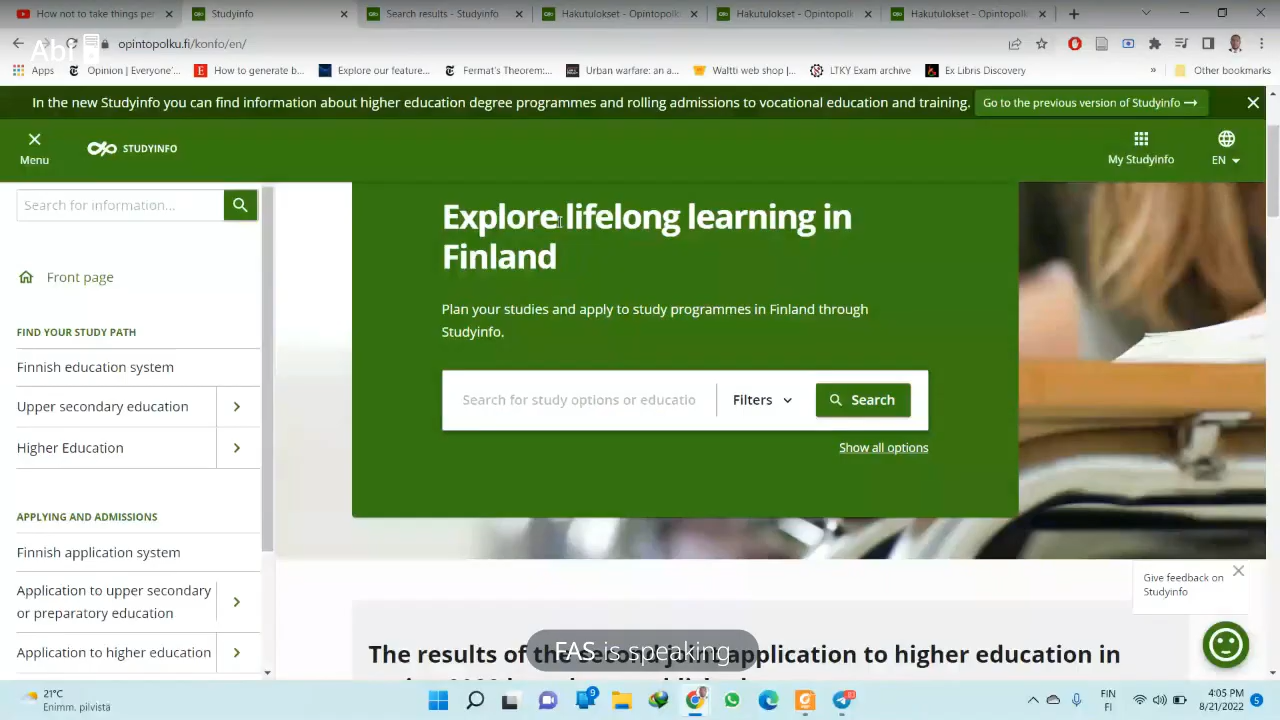 How not to take things per
Studyinfo
Search results - Studyinfo
Hakutulokset - Opintopolk
Hakutulokset - Opintopolk
Hakutulokset - Opintopolk
Abi
opintopolku.fi/konfo/en/
Apps
Opinion | Everyone'...
How to generate b...
Explore our feature...
Fermat's Theorem:...
Urban warfare: an a...
Waltti web shop |...
LTKY Exam archive
Ex Libris Discovery
»
Other bookmarks
In the new Studyinfo you can find information about higher education degree programmes and rolling admissions to vocational education and training.
Go to the previous version of Studyinfo →
Menu
STUDYINFO
My Studyinfo
EN
Search for information...
Front page
FIND YOUR STUDY PATH
Finnish education system
Upper secondary education
Higher Education
APPLYING AND ADMISSIONS
Finnish application system
Application to upper secondary
or preparatory education
Application to higher education
Explore lifelong learning in
Finland
Plan your studies and apply to study programmes in Finland through
Studyinfo.
Search for study options or educatio
Filters
Search
Show all options
Give feedback on
Studyinfo
The results of the second joint application to higher education in
FAS is speaking
21°C
Enimm. pilvistä
9
FIN
FI
4:05 PM
8/21/2022
5